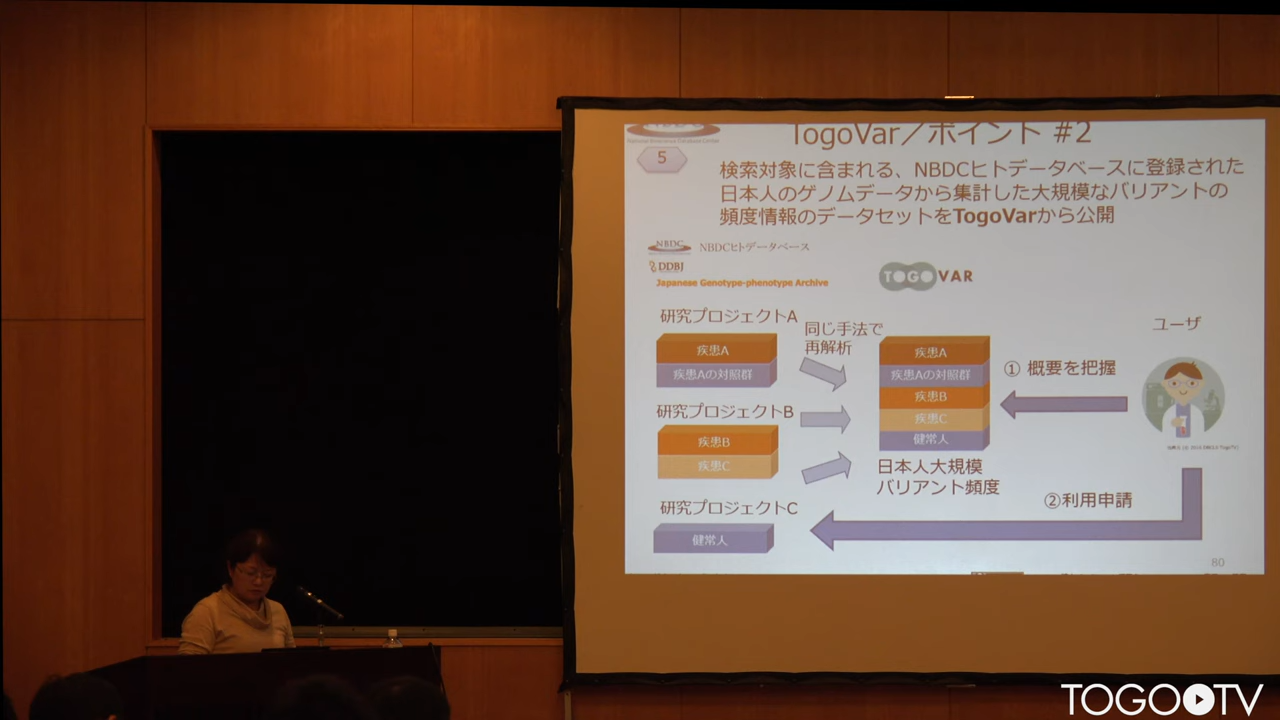 TogoVar／ポイント #2
NBDC
5
検索対象に含まれる、NBDCヒトデータベースに登録された
日本人のゲノムデータから集計した大規模なバリアントの
頻度情報のデータセットをTogoVarから公開
NBDC NBDCヒトデータベース
DDBJ
Japanese Genotype-phenotype Archive
TOGO VAR
研究プロジェクトA
疾患A
疾患Aの対照群
同じ手法で
再解析
研究プロジェクトB
疾患B
疾患C
研究プロジェクトC
健常人
疾患A
疾患Aの対照群
疾患B
疾患C
健常人
日本人大規模
バリアント頻度
① 概要を把握
ユーザ
②利用申請
80
TOGO TV